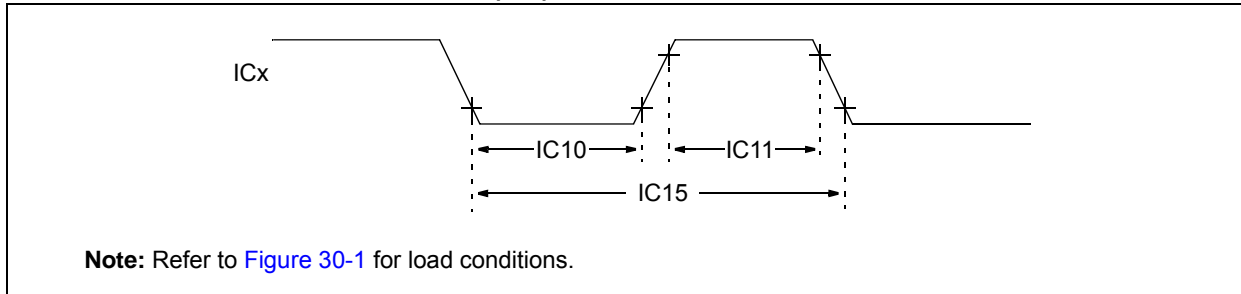 ICx
IC10
IC11
IC15
Note: Refer to Figure 30-1 for load conditions.